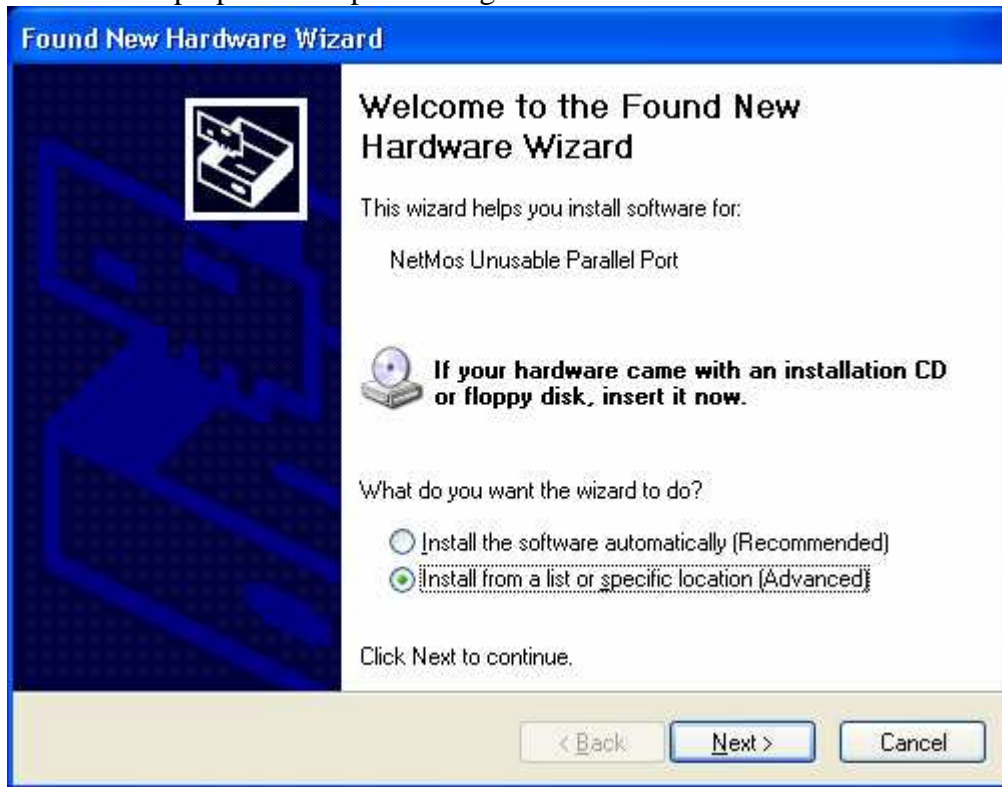 Found New Hardware Wizard
Welcome to the Found New
Hardware Wizard
This wizard helps you install software for:
NetMos Unusable Parallel Port
If your hardware came with an installation CD
or floppy disk, insert it now.
What do you want the wizard to do?
Install the software automatically (Recommended)
Install from a list or specific location (Advanced)
Click Next to continue.
< Back
Next >
Cancel